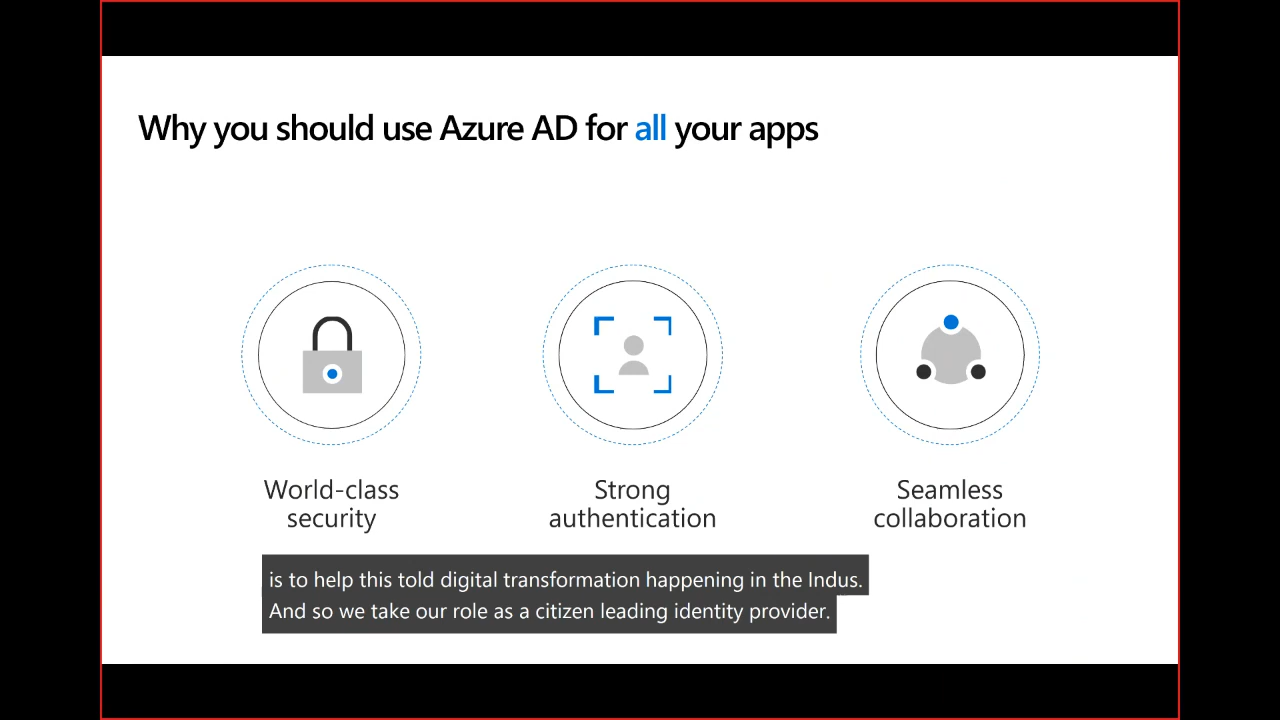 Why you should use Azure AD for all your apps
World-class
security
Strong
authentication
Seamless
collaboration
is to help this told digital transformation happening in the Indus.
And so we take our role as a citizen leading identity provider.